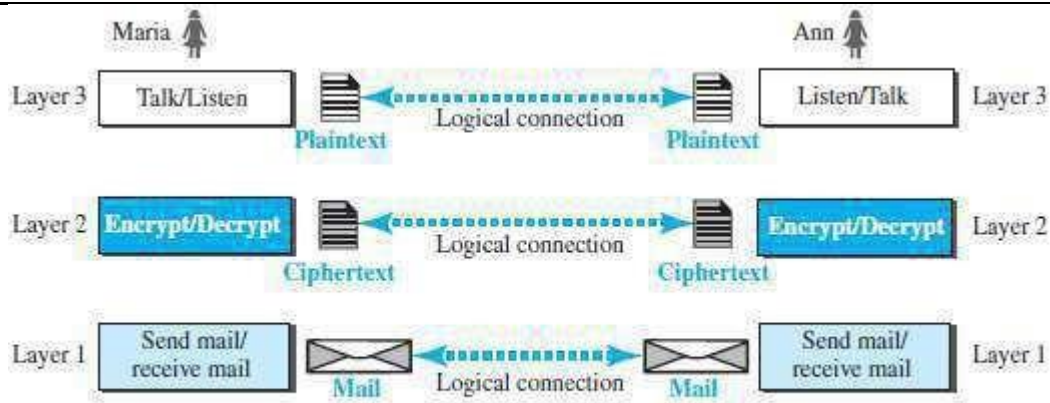 Maria
Ann
Layer 3
Talk/Listen
Logical connection
Listen/Talk
Layer 3
Plaintext
Plaintext
Layer 2
Encrypt/Decrypt
Logical connection
Encrypt/Decrypt
Layer 2
Ciphertext
Ciphertext
Layer 1
Send mail/
receive mail
Logical connection
Send mail/
receive mail
Layer 1
Mail
Mail